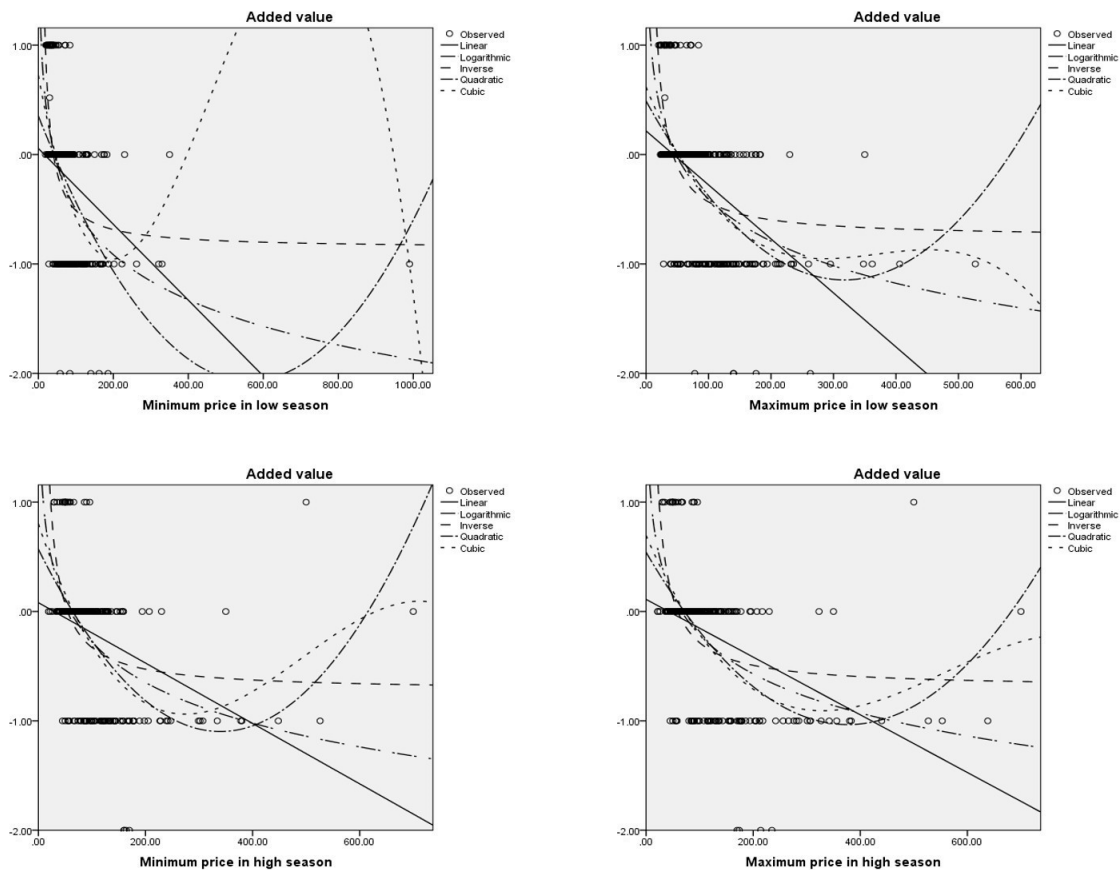 Added value
1.00
.00
-1.00
-2.00
.00
200.00
400.00
600.00
800.00
1000.00
Minimum price in low season
Observed
Linear
Logarithmic
Inverse
Quadratic
Cubic
Added value
1.00
.00
-1.00
-2.00
.00
100.00
200.00
300.00
400.00
500.00
600.00
Maximum price in low season
Observed
Linear
Logarithmic
Inverse
Quadratic
Cubic
Added value
1.00
.00
-1.00
-2.00
.00
200.00
400.00
600.00
Minimum price in high season
Observed
Linear
Logarithmic
Inverse
Quadratic
Cubic
Added value
1.00
.00
-1.00
-2.00
.00
200.00
400.00
600.00
Maximum price in high season
Observed
Linear
Logarithmic
Inverse
Quadratic
Cubic